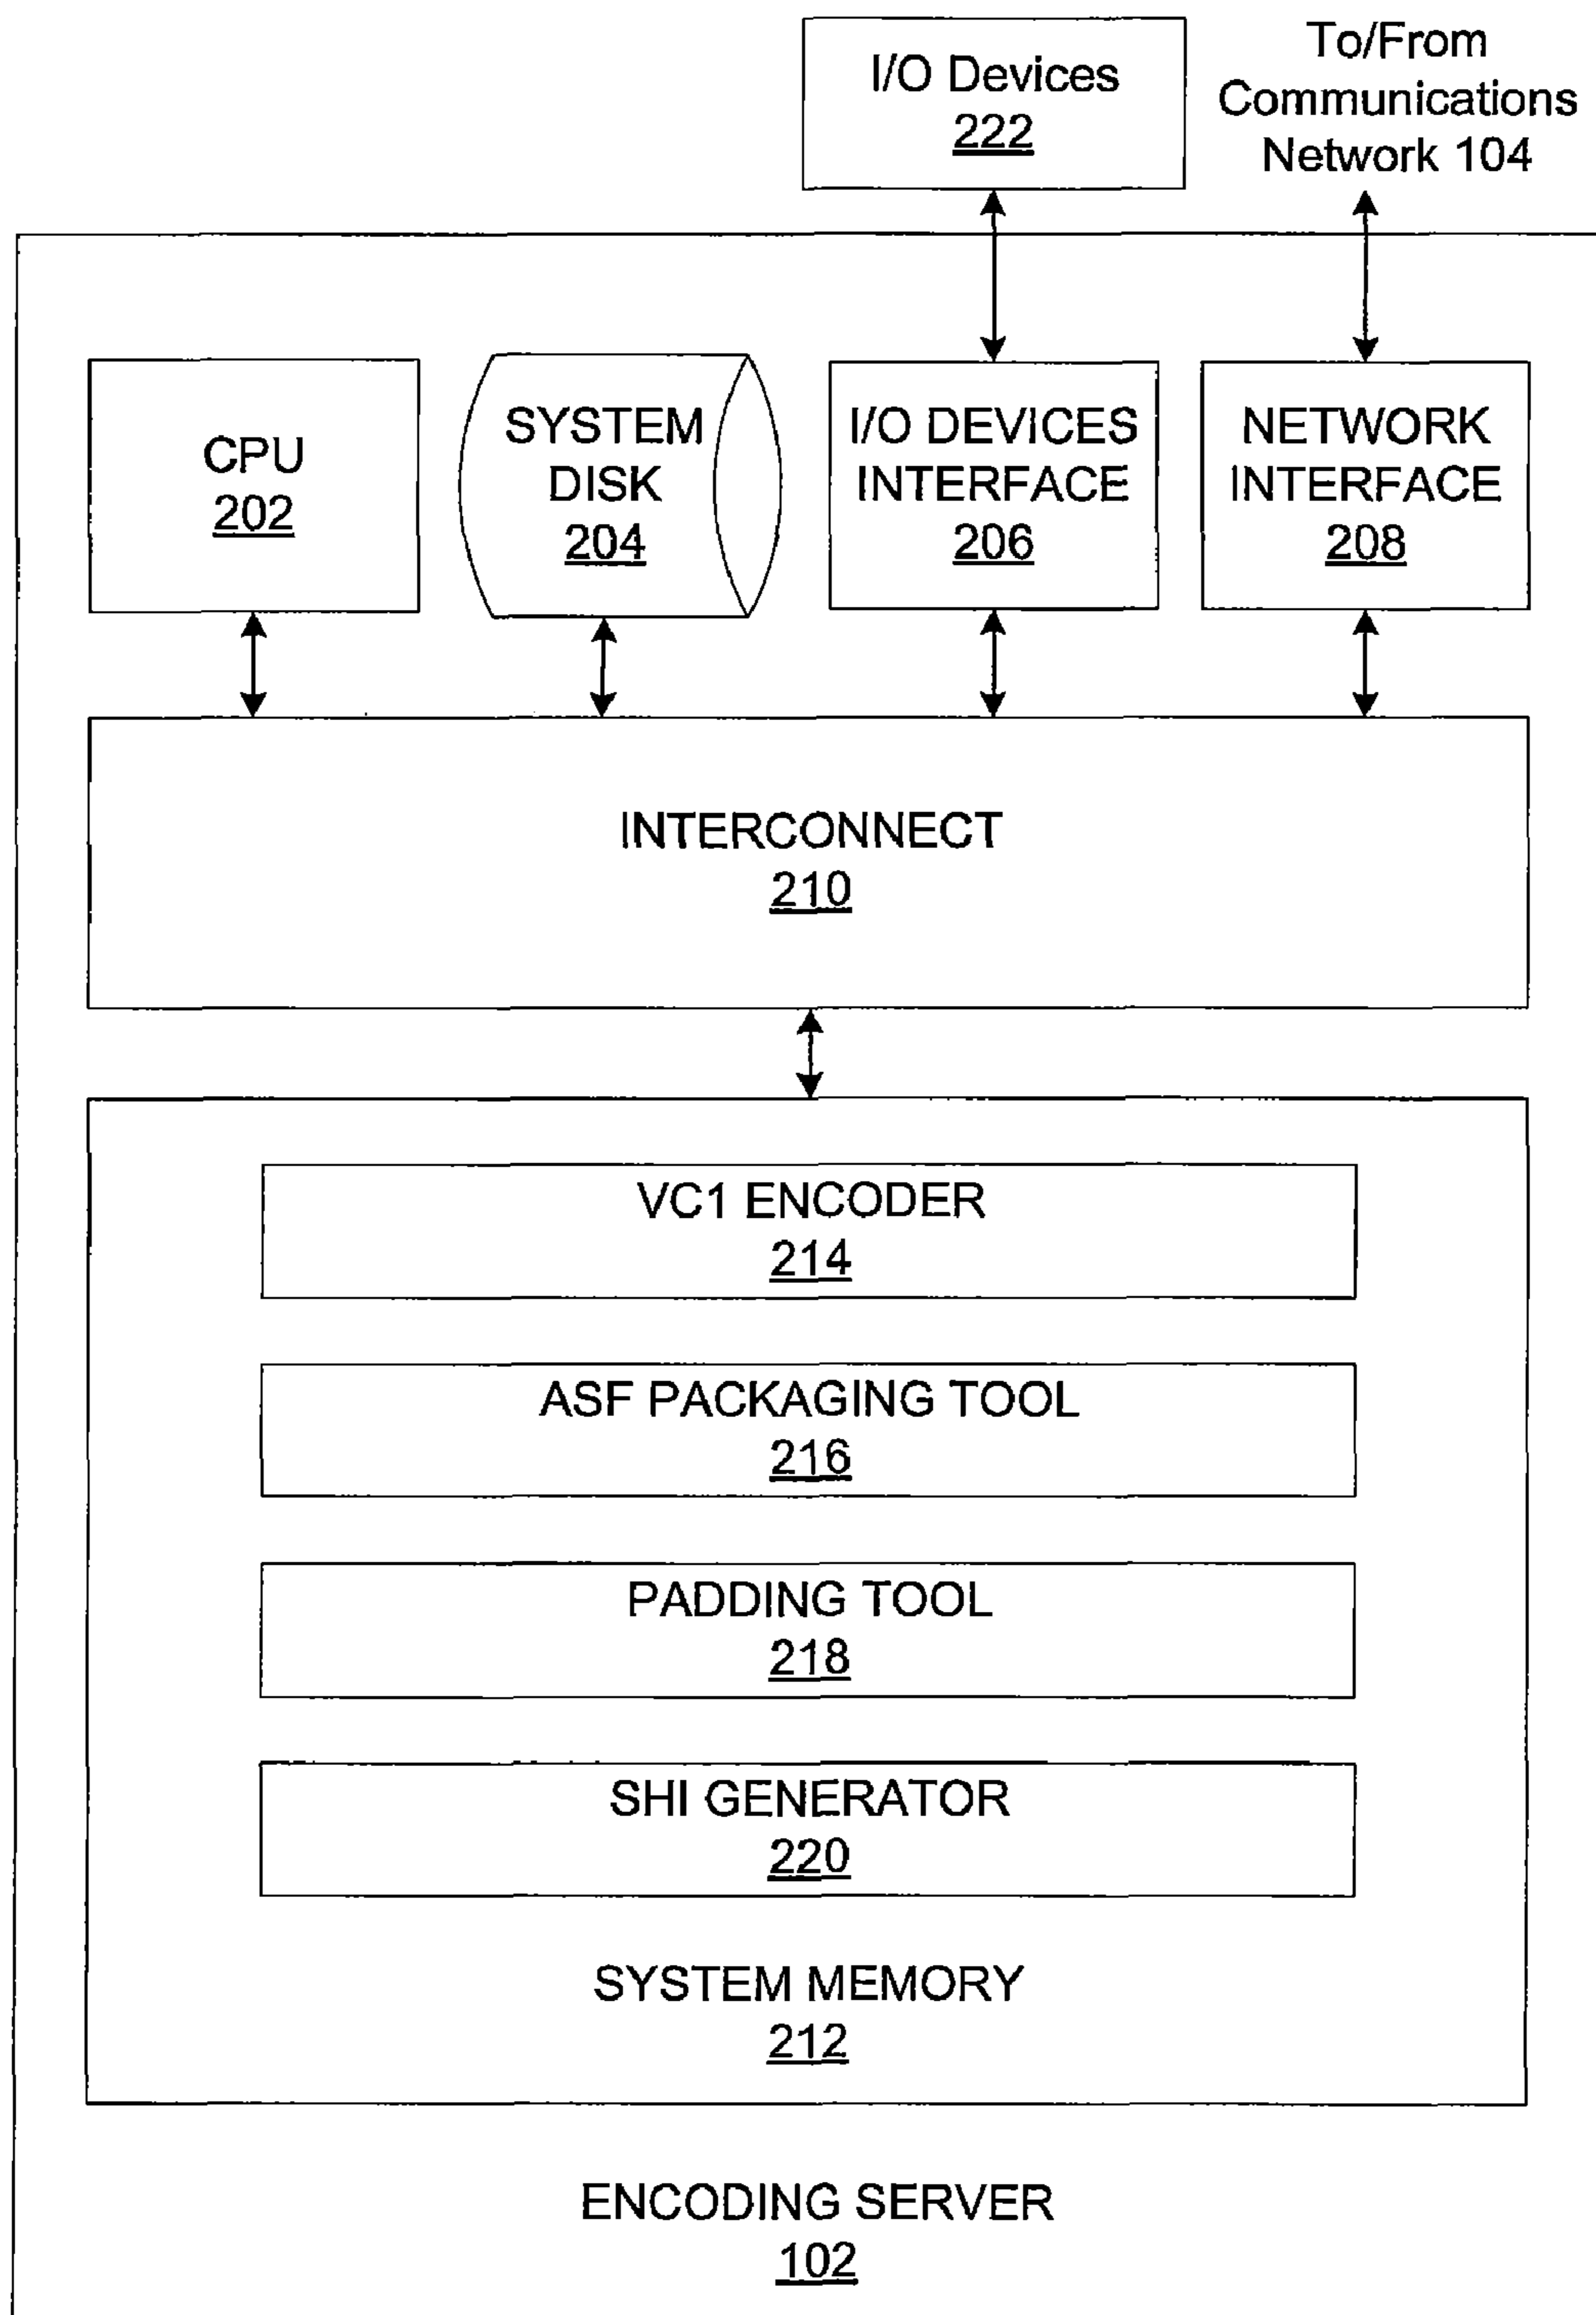 I/O Devices
222
To/From
Communications
Network 104
CPU
202
SYSTEM
DISK
204
I/O DEVICES
INTERFACE
206
NETWORK
INTERFACE
208
INTERCONNECT
210
VC1 ENCODER
214
ASF PACKAGING TOOL
216
PADDING TOOL
218
SHI GENERATOR
220
SYSTEM MEMORY
212
ENCODING SERVER
102